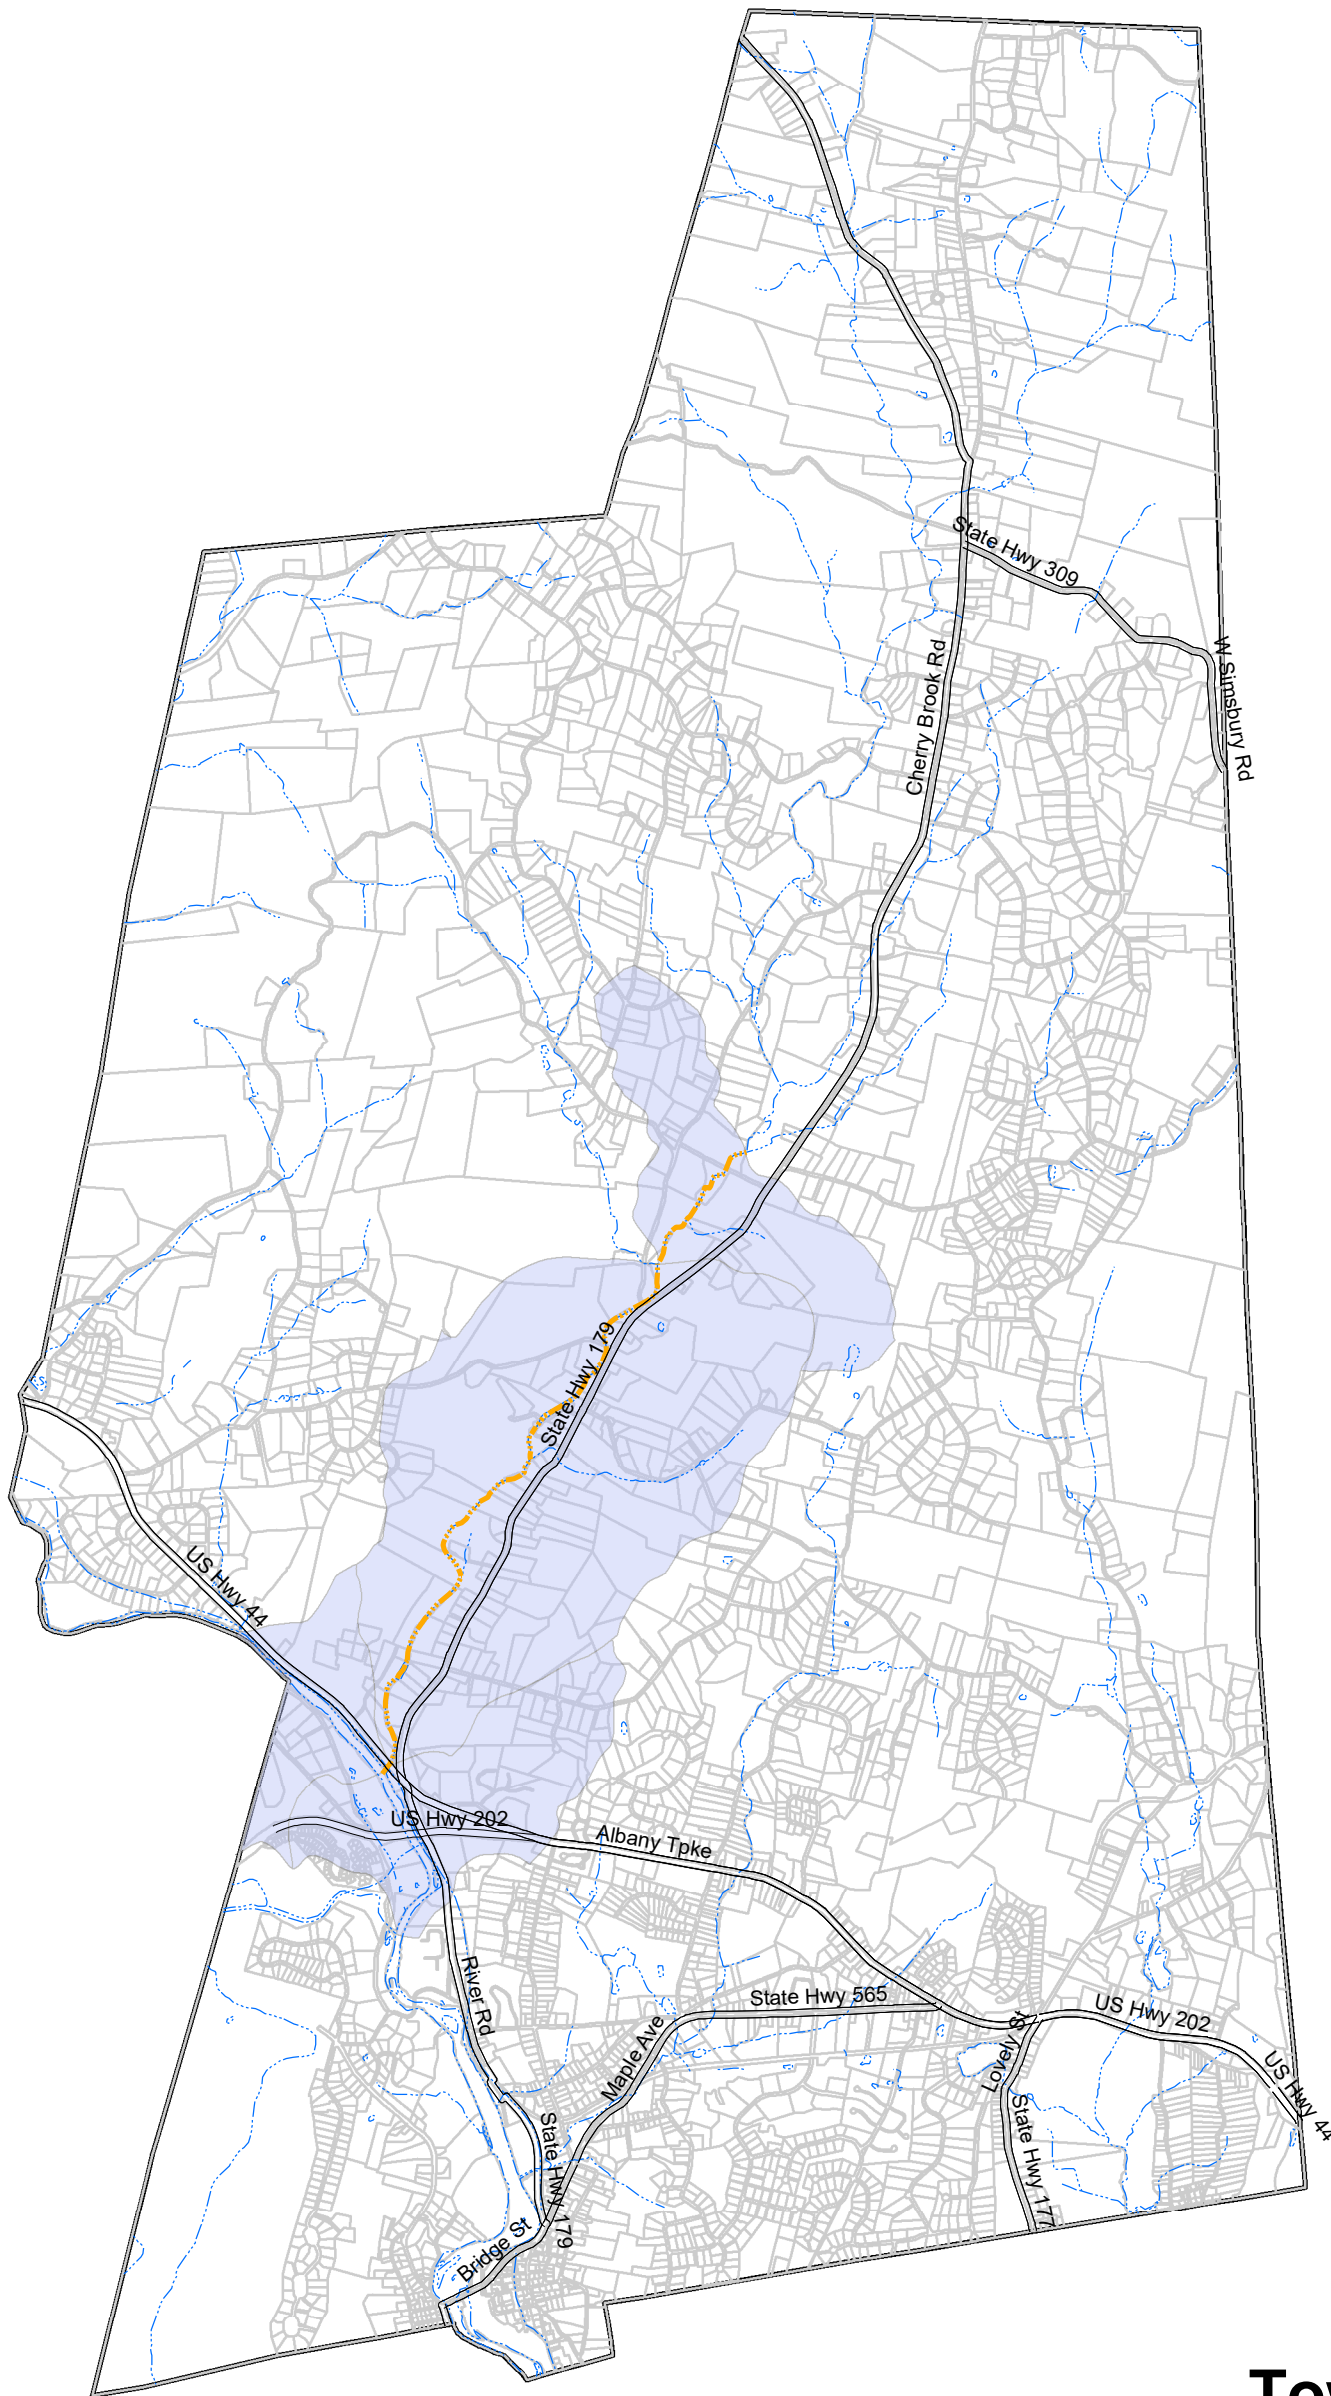 State Hwy 309
W Simsbury Rd
Cherry Brook Rd
State Hwy 179
US Hwy 44
US Hwy 202
Albany Tpke
River Rd
State Hwy 565
US Hwy 202
Maple Ave
Lovely St
US Hwy 44
State Hwy 177
State Hwy 179
Bridge St